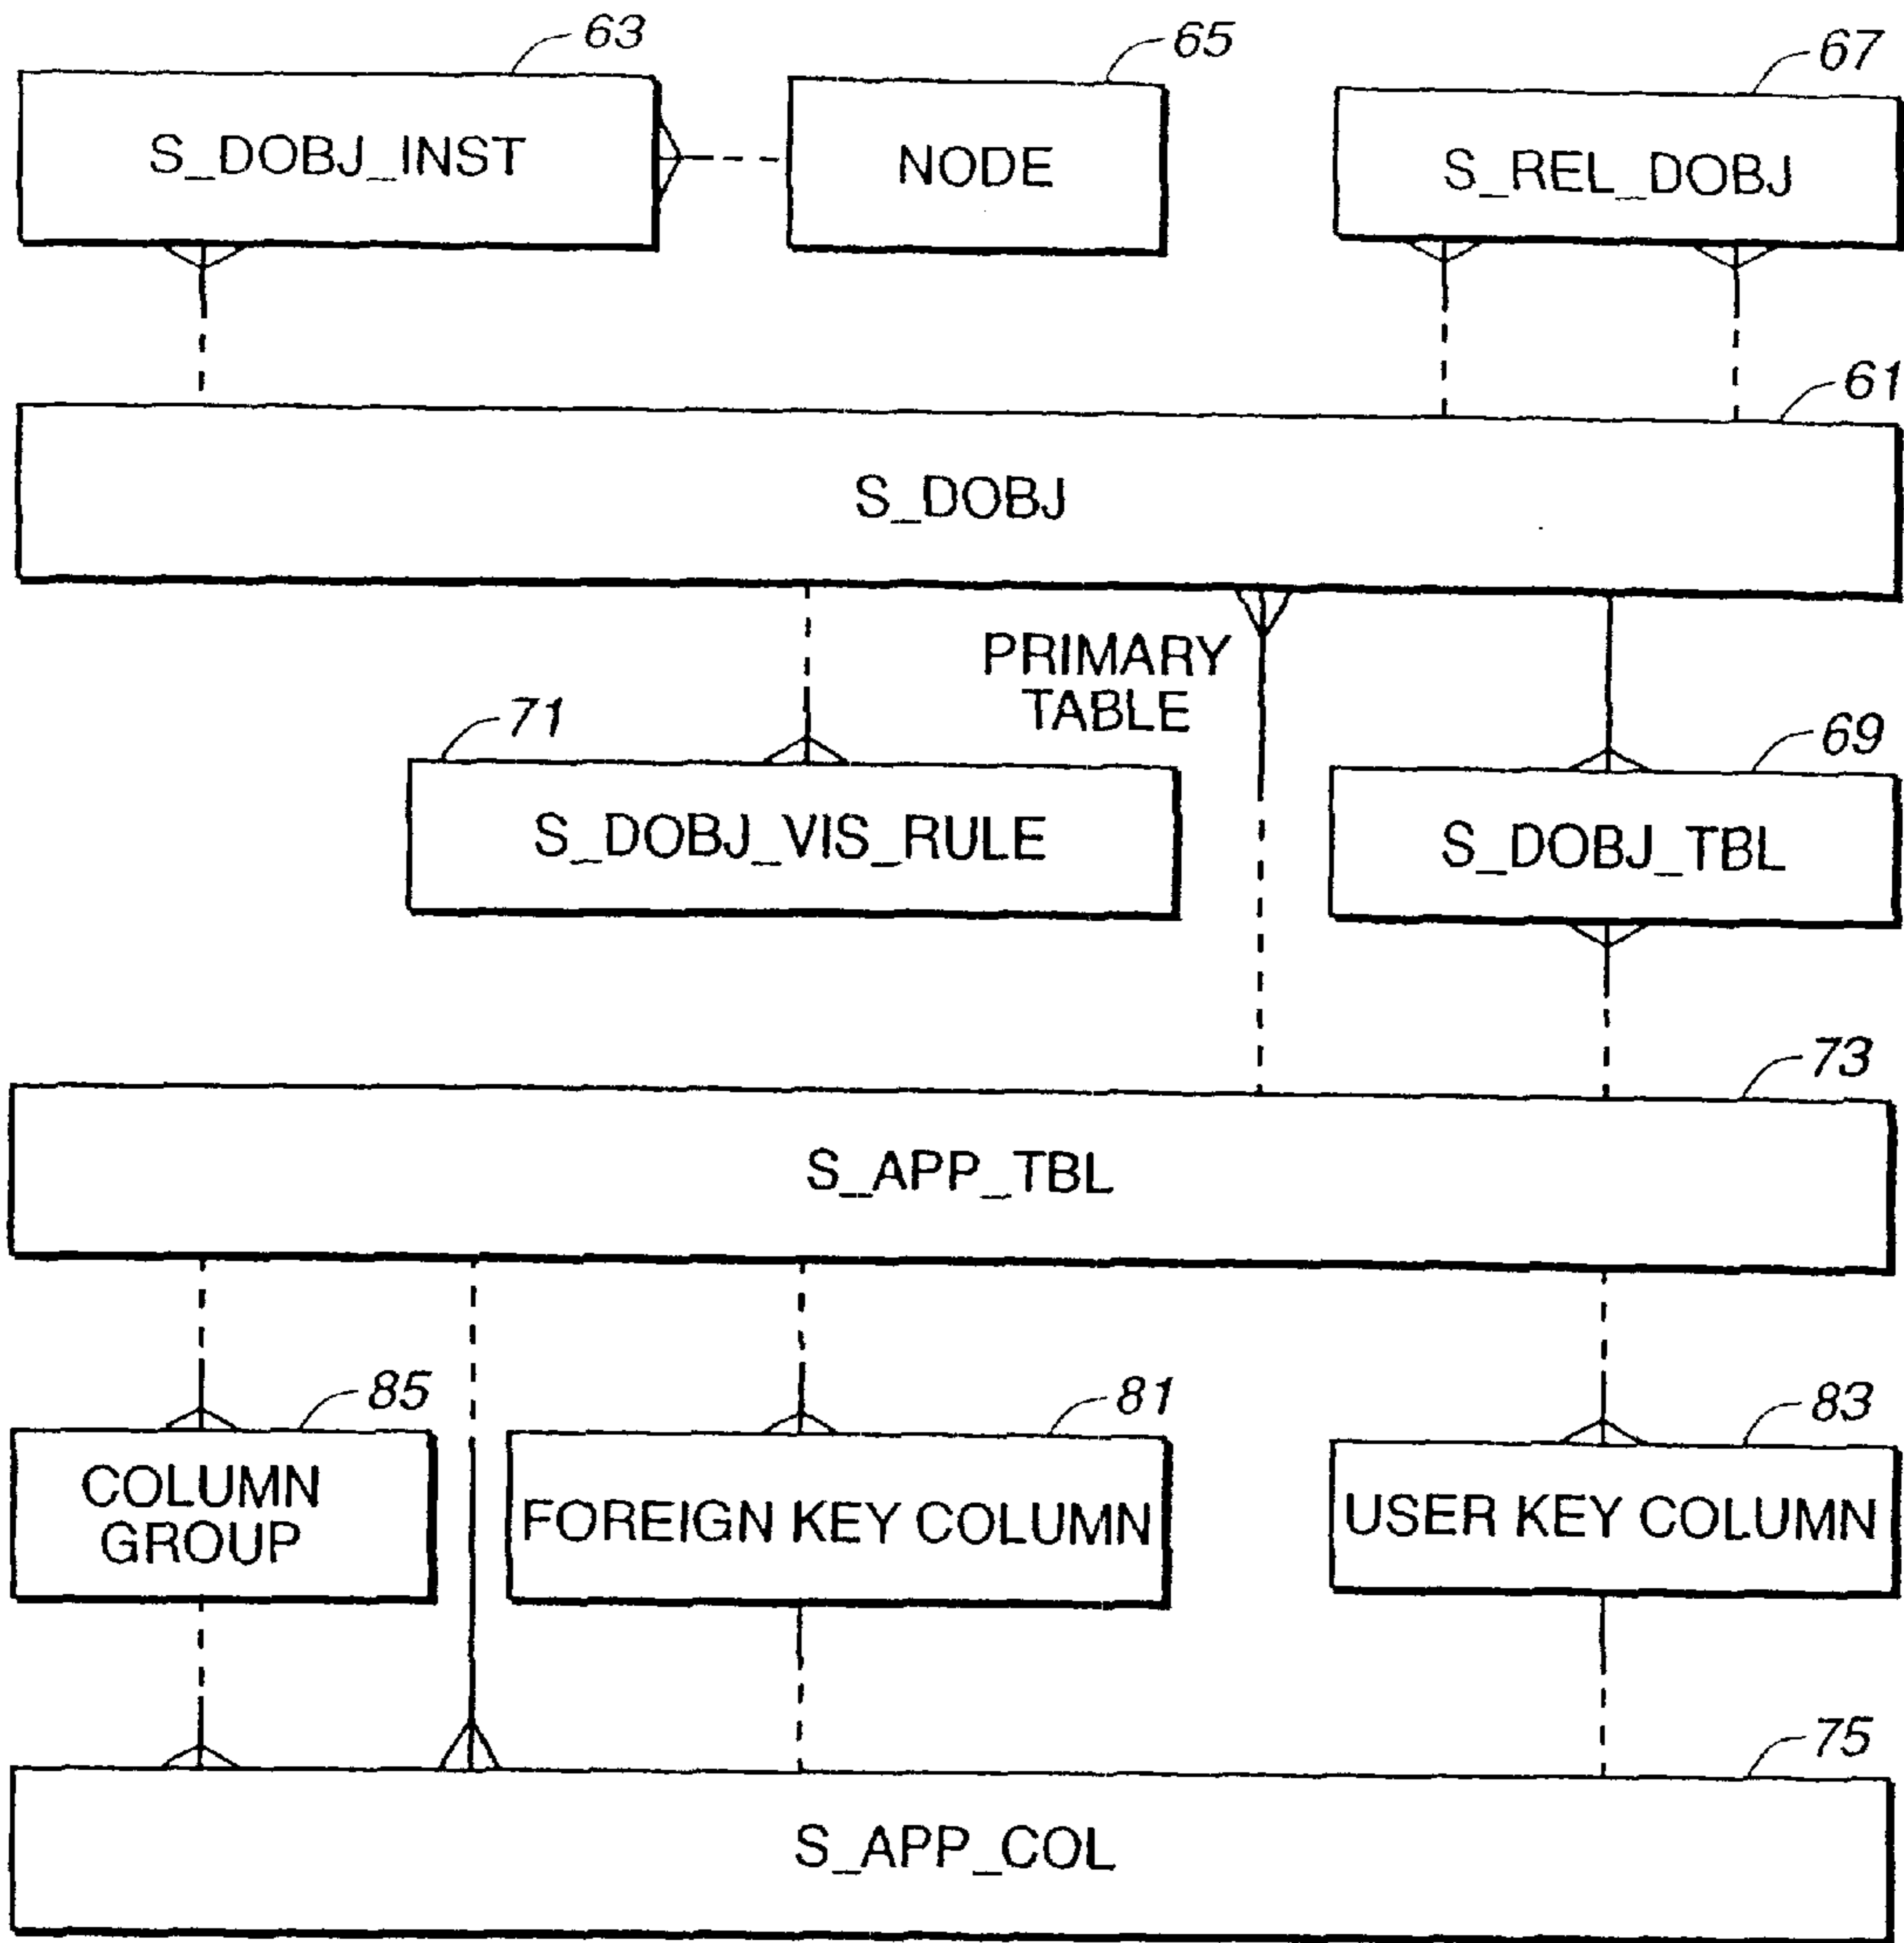 63
65
67
S_DOBJ_INST
NODE
S_REL_DOBJ
61
S_DOBJ
PRIMARY
TABLE
71
69
S_DOBJ_VIS_RULE
S_DOBJ_TBL
73
S_APP_TBL
85
81
83
COLUMN
GROUP
FOREIGN KEY COLUMN
USER KEY COLUMN
75
S_APP_COL